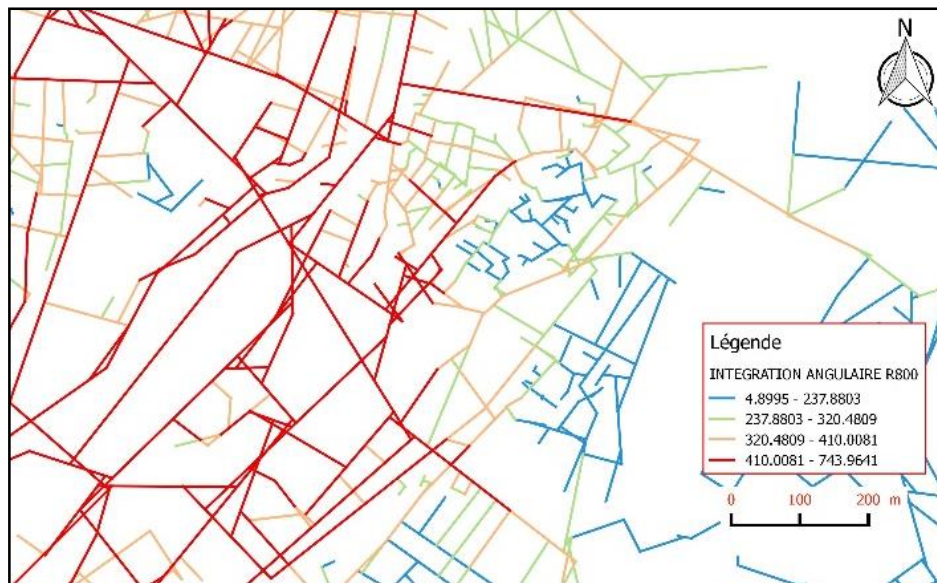 N
Légende
INTEGRATION ANGULAIRE R800
4.8995 - 237.8803
237.8803 - 320.4809
320.4809 - 410.0081
410.0081 - 743.9641
0 100 200 m